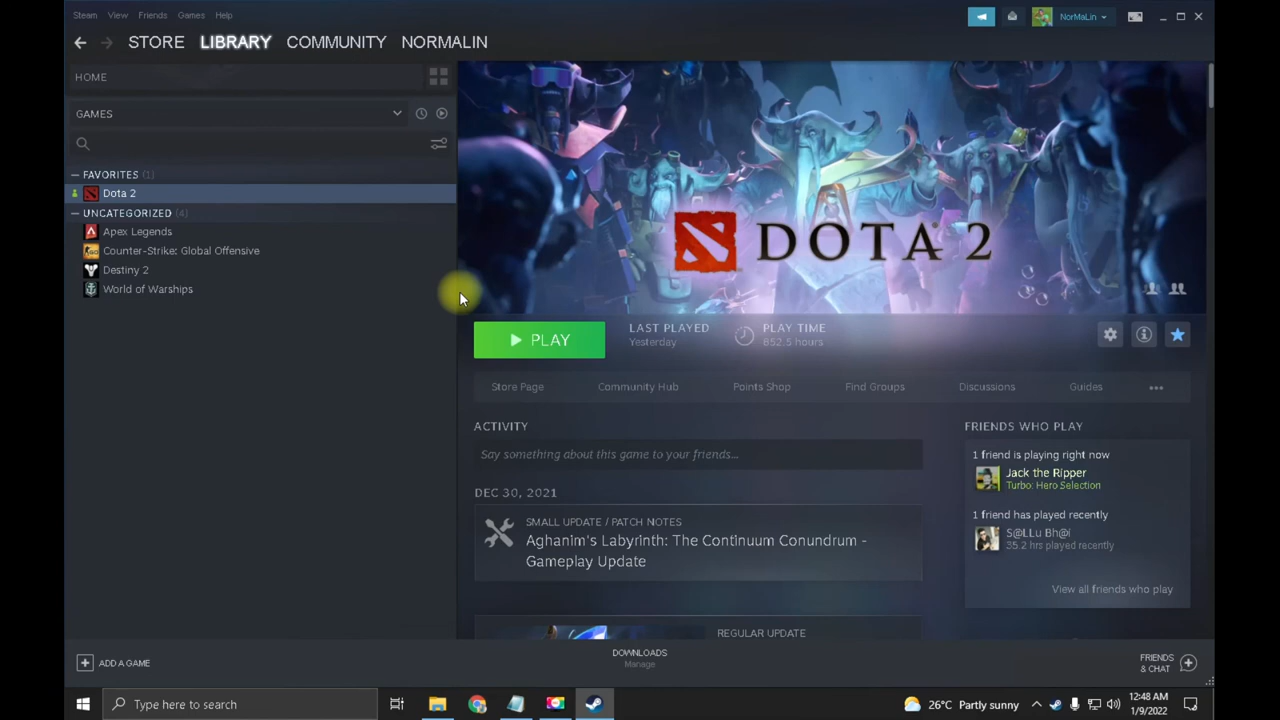 Steam View Friends Games Help
NorMaLin
STORE LIBRARY COMMUNITY NORMALIN
HOME
GAMES
— FAVORITES (1)
Dota 2
— UNCATEGORIZED (4)
Apex Legends
Counter-Strike: Global Offensive
Destiny 2
World of Warships
DOTA 2
PLAY
LAST PLAYED
Yesterday
PLAY TIME
652.5 hours
Store Page Community Hub Points Shop Find Groups Discussions Guides •••
ACTIVITY
Say something about this game to your friends...
DEC 30, 2021
SMALL UPDATE / PATCH NOTES
Aghanim's Labyrinth: The Continuum Conundrum -
Gameplay Update
REGULAR UPDATE
FRIENDS WHO PLAY
1 friend is playing right now
Jack the Ripper
Turbo: Hero Selection
1 friend has played recently
S@LLu Bh@i
35.2 hrs played recently
View all friends who play
ADD A GAME
DOWNLOADS
Manage
FRIENDS
& CHAT
Type here to search
26°C Partly sunny
12:48 AM
1/9/2022